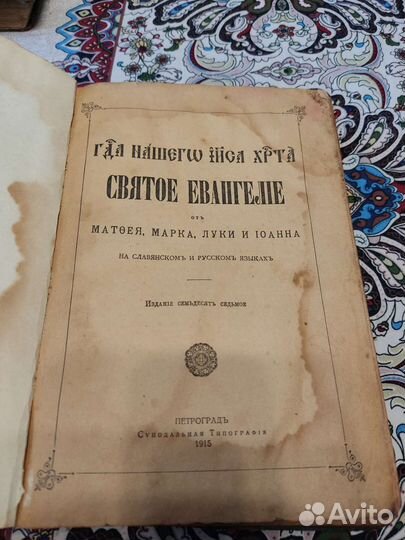 ГДА НАШЕГѠ ІИСА ХРТА
СВЯТОЕ ЕВАНГЕЛІЕ
отъ
МАТѲЕЯ, МАРКА, ЛУКИ И ІОАННА
НА СЛАВЯНСКОМЪ И РУССКОМЪ ЯЗЫКАХЪ
Изданіе семьдесятъ седьмое
ПЕТРОГРАДЪ
Сѵнодальная Типографія
1915
Avito